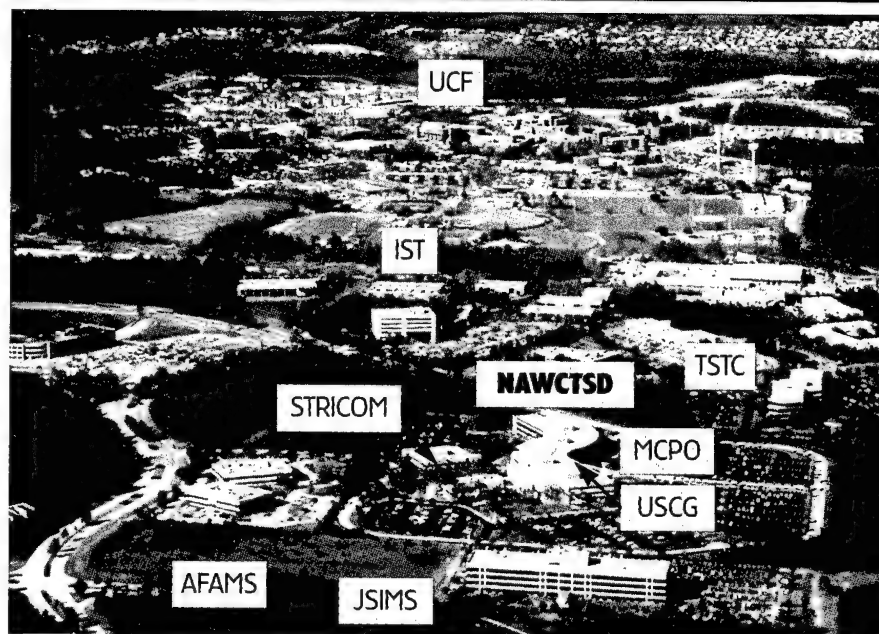 UCF
IST
TSTC
NAWCTSD
STRICOM
MCPO
USCG
AFAMS
JSIMS